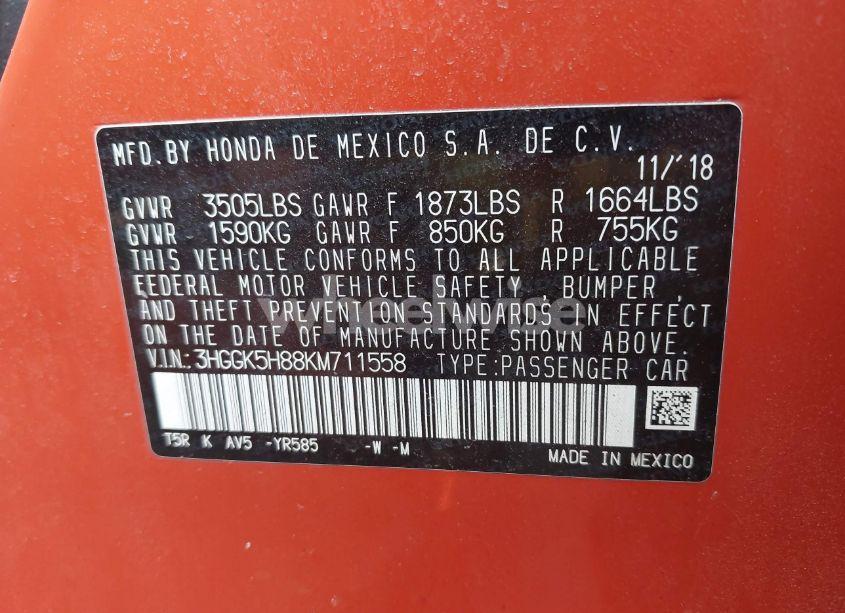 MFD.BY HONDA DE MEXICO S.A. DE C.V.
11/'18
GVWR 3505LBS GAWR F 1873LBS R 1664LBS
GVWR 1590KG GAWR F 850KG R 755KG
THIS VEHICLE CONFORMS TO ALL APPLICABLE
FEDERAL MOTOR VEHICLE SAFETY, BUMPER,
AND THEFT PREVENTION STANDARDS IN EFFECT
ON THE DATE OF MANUFACTURE SHOWN ABOVE.
V.I.N.: 3HGGK5H88KM711558 TYPE:PASSENGER CAR
T5R K AV5 -YR585 -W -M
MADE IN MEXICO
wheelwise